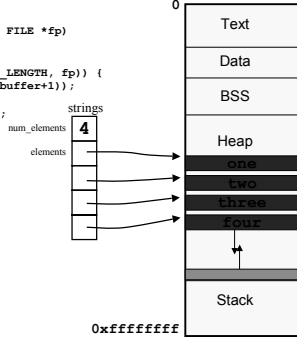 0
FILE *fp)
_LENGTH, fp)) {
buffer+1));
;
strings
num_elements 4
elements
Text
Data
BSS
Heap
one
two
three
four
Stack
0xffffffff